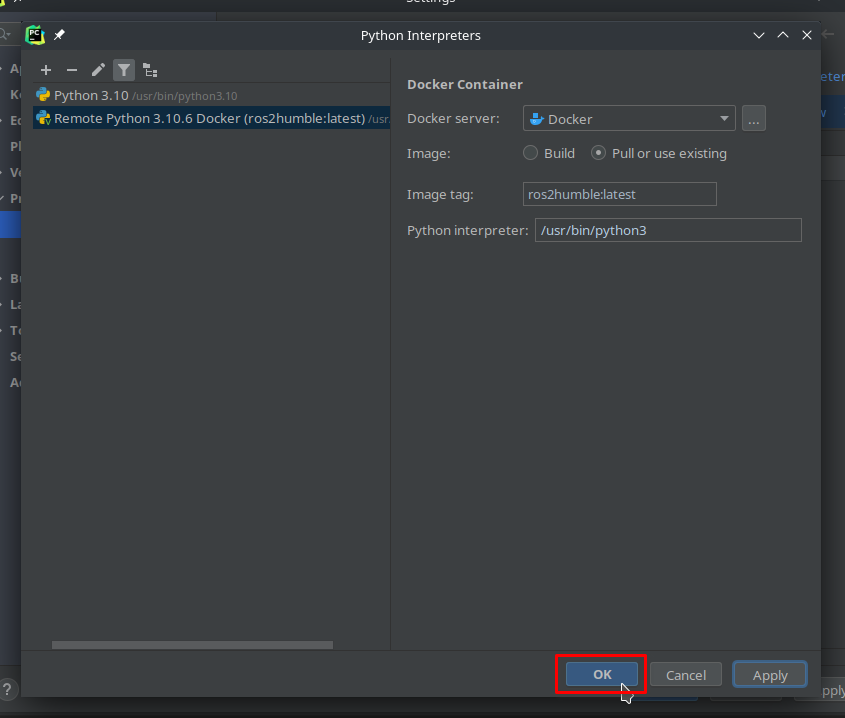 Settings
PC
Python Interpreters
Python 3.10 /usr/bin/python3.10
Remote Python 3.10.6 Docker (ros2humble:latest) /usr
Docker Container
Docker server:
Docker
...
Image:
Build
Pull or use existing
Image tag:
ros2humble:latest
Python interpreter:
/usr/bin/python3
OK
Cancel
Apply
?